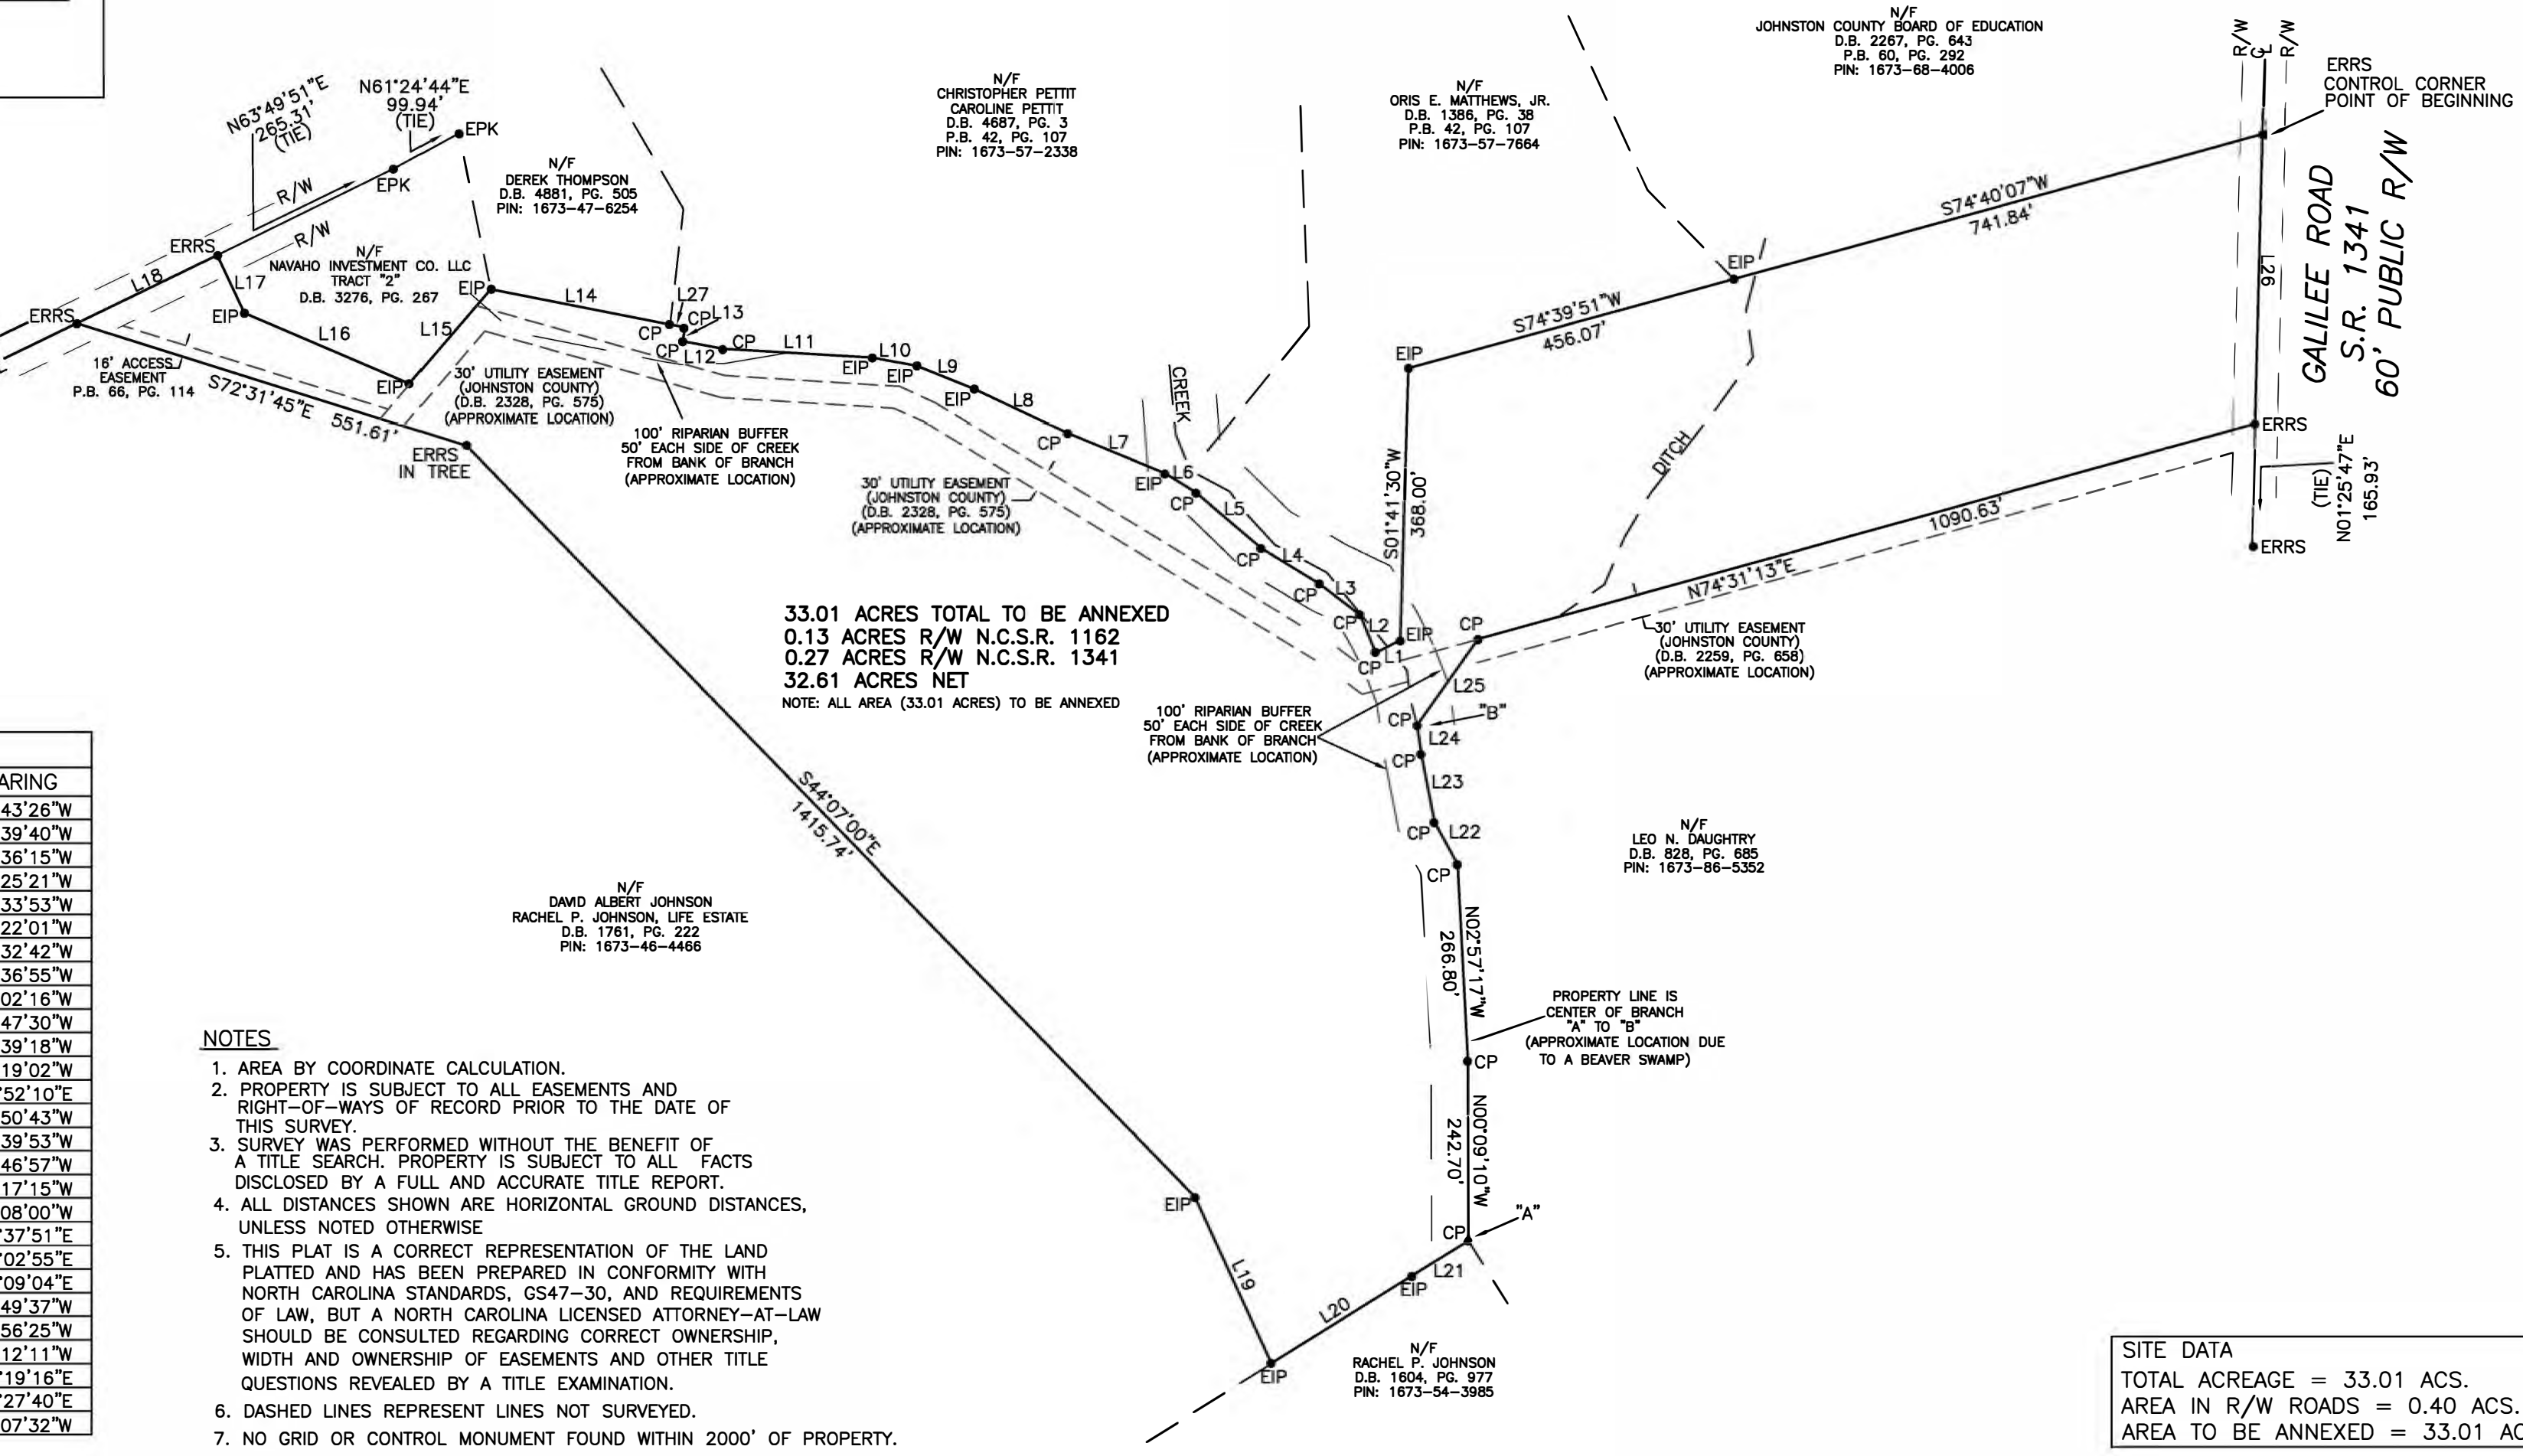 N63°49'51"E
265.31'
(TIE)
N61°24'44"E
99.94'
(TIE)
EPK
EPK
R/W
R/W
ERRS
L18
L17
ERRS
EIP
L16
N/F
NAVAHO INVESTMENT CO. LLC
TRACT "2"
D.B. 3276, PG. 267
EIP
L15
EIP
16' ACCESS
EASEMENT
P.B. 66, PG. 114
S72°31'45"E 551.61'
ERRS
IN TREE
N/F
DEREK THOMPSON
D.B. 4881, PG. 505
PIN: 1673-47-6254
L14
L27
CP
CP
L13
CP
L12
CP
L11
EIP
L10
EIP
L9
EIP
L8
CP
L7
EIP
L6
CP
L5
CP
L4
CP
L3
CP
L2
CP
L1
EIP
30' UTILITY EASEMENT
(JOHNSTON COUNTY)
(D.B. 2328, PG. 575)
(APPROXIMATE LOCATION)
100' RIPARIAN BUFFER
50' EACH SIDE OF CREEK
FROM BANK OF BRANCH
(APPROXIMATE LOCATION)
30' UTILITY EASEMENT
(JOHNSTON COUNTY)
(D.B. 2328, PG. 575)
(APPROXIMATE LOCATION)
N/F
CHRISTOPHER PETTIT
CAROLINE PETTIT
D.B. 4687, PG. 3
P.B. 42, PG. 107
PIN: 1673-57-2338
CREEK
N/F
ORIS E. MATTHEWS, JR.
D.B. 1386, PG. 38
P.B. 42, PG. 107
PIN: 1673-57-7664
N/F
JOHNSTON COUNTY BOARD OF EDUCATION
D.B. 2267, PG. 643
P.B. 60, PG. 292
PIN: 1673-68-4006
R/W
CL
R/W
ERRS
CONTROL CORNER
POINT OF BEGINNING
S74°40'07"W
741.84'
EIP
S74°39'51"W
456.07'
EIP
S01°41'30"W
368.00'
DITCH
L26
GALILEE ROAD
S.R. 1341
60' PUBLIC R/W
ERRS
(TIE)
N01°25'47"E
165.93'
ERRS
1090.63'
N74°31'13"E
CP
30' UTILITY EASEMENT
(JOHNSTON COUNTY)
(D.B. 2259, PG. 658)
(APPROXIMATE LOCATION)
33.01 ACRES TOTAL TO BE ANNEXED
0.13 ACRES R/W N.C.S.R. 1162
0.27 ACRES R/W N.C.S.R. 1341
32.61 ACRES NET
NOTE: ALL AREA (33.01 ACRES) TO BE ANNEXED
100' RIPARIAN BUFFER
50' EACH SIDE OF CREEK
FROM BANK OF BRANCH
(APPROXIMATE LOCATION)
L25
CP
"B"
L24
CP
L23
CP
L22
CP
N02°57'17"W
266.80'
CP
PROPERTY LINE IS
CENTER OF BRANCH
"A" TO "B"
(APPROXIMATE LOCATION DUE
TO A BEAVER SWAMP)
N00°09'10"W
242.70'
CP
"A"
L21
EIP
L20
EIP
L19
EIP
S44°07'00"E
1415.74'
N/F
LEO N. DAUGHTRY
D.B. 828, PG. 685
PIN: 1673-86-5352
N/F
DAVID ALBERT JOHNSON
RACHEL P. JOHNSON, LIFE ESTATE
D.B. 1761, PG. 222
PIN: 1673-46-4466
N/F
RACHEL P. JOHNSON
D.B. 1604, PG. 977
PIN: 1673-54-3985
ARING
43'26"W
39'40"W
36'15"W
25'21"W
33'53"W
22'01"W
32'42"W
36'55"W
02'16"W
47'30"W
39'18"W
19'02"W
°52'10"E
50'43"W
39'53"W
46'57"W
17'15"W
08'00"W
°37'51"E
°02'55"E
°09'04"E
49'37"W
56'25"W
12'11"W
°19'16"E
°27'40"E
07'32"W
NOTES
1. AREA BY COORDINATE CALCULATION.
2. PROPERTY IS SUBJECT TO ALL EASEMENTS AND
RIGHT-OF-WAYS OF RECORD PRIOR TO THE DATE OF
THIS SURVEY.
3. SURVEY WAS PERFORMED WITHOUT THE BENEFIT OF
A TITLE SEARCH. PROPERTY IS SUBJECT TO ALL FACTS
DISCLOSED BY A FULL AND ACCURATE TITLE REPORT.
4. ALL DISTANCES SHOWN ARE HORIZONTAL GROUND DISTANCES,
UNLESS NOTED OTHERWISE
5. THIS PLAT IS A CORRECT REPRESENTATION OF THE LAND
PLATTED AND HAS BEEN PREPARED IN CONFORMITY WITH
NORTH CAROLINA STANDARDS, GS47-30, AND REQUIREMENTS
OF LAW, BUT A NORTH CAROLINA LICENSED ATTORNEY-AT-LAW
SHOULD BE CONSULTED REGARDING CORRECT OWNERSHIP,
WIDTH AND OWNERSHIP OF EASEMENTS AND OTHER TITLE
QUESTIONS REVEALED BY A TITLE EXAMINATION.
6. DASHED LINES REPRESENT LINES NOT SURVEYED.
7. NO GRID OR CONTROL MONUMENT FOUND WITHIN 2000' OF PROPERTY.
SITE DATA
TOTAL ACREAGE = 33.01 ACS.
AREA IN R/W ROADS = 0.40 ACS.
AREA TO BE ANNEXED = 33.01 AC